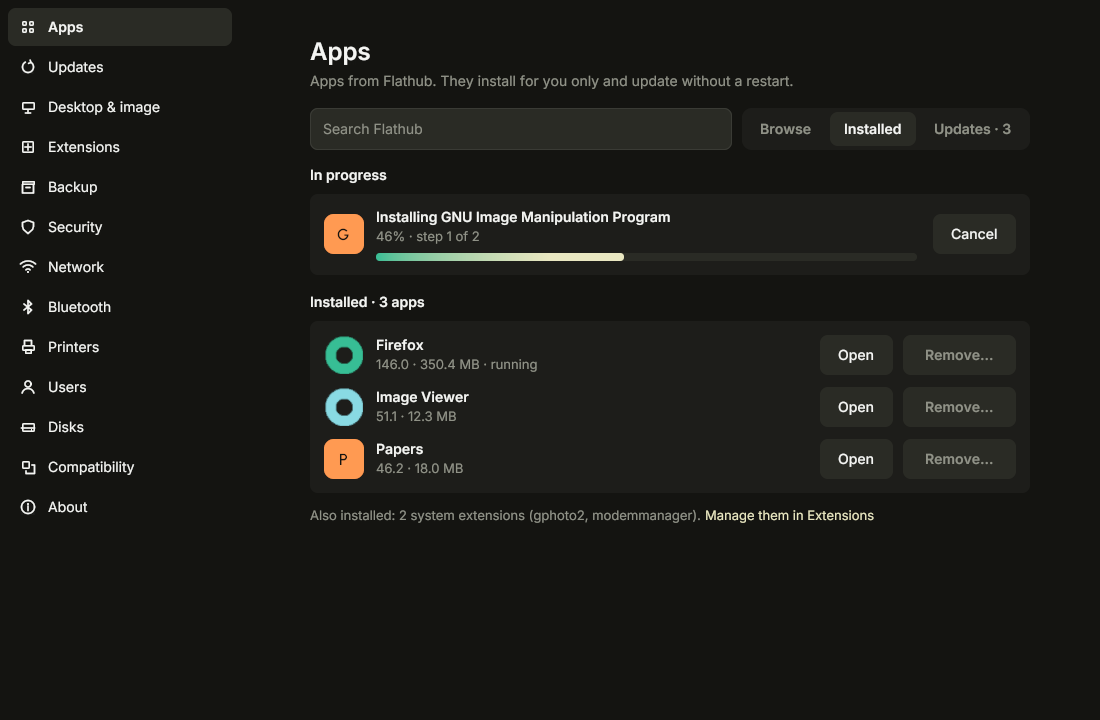 Apps
Updates
Desktop & image
Extensions
Backup
Security
Network
Bluetooth
Printers
Users
Disks
Compatibility
About
Apps
Apps from Flathub. They install for you only and update without a restart.
Search Flathub
Browse
Installed
Updates · 3
In progress
G
Installing GNU Image Manipulation Program
46% · step 1 of 2
Cancel
Installed · 3 apps
Firefox
146.0 · 350.4 MB · running
Open
Remove...
Image Viewer
51.1 · 12.3 MB
Open
Remove...
P
Papers
46.2 · 18.0 MB
Open
Remove...
Also installed: 2 system extensions (gphoto2, modemmanager). Manage them in Extensions